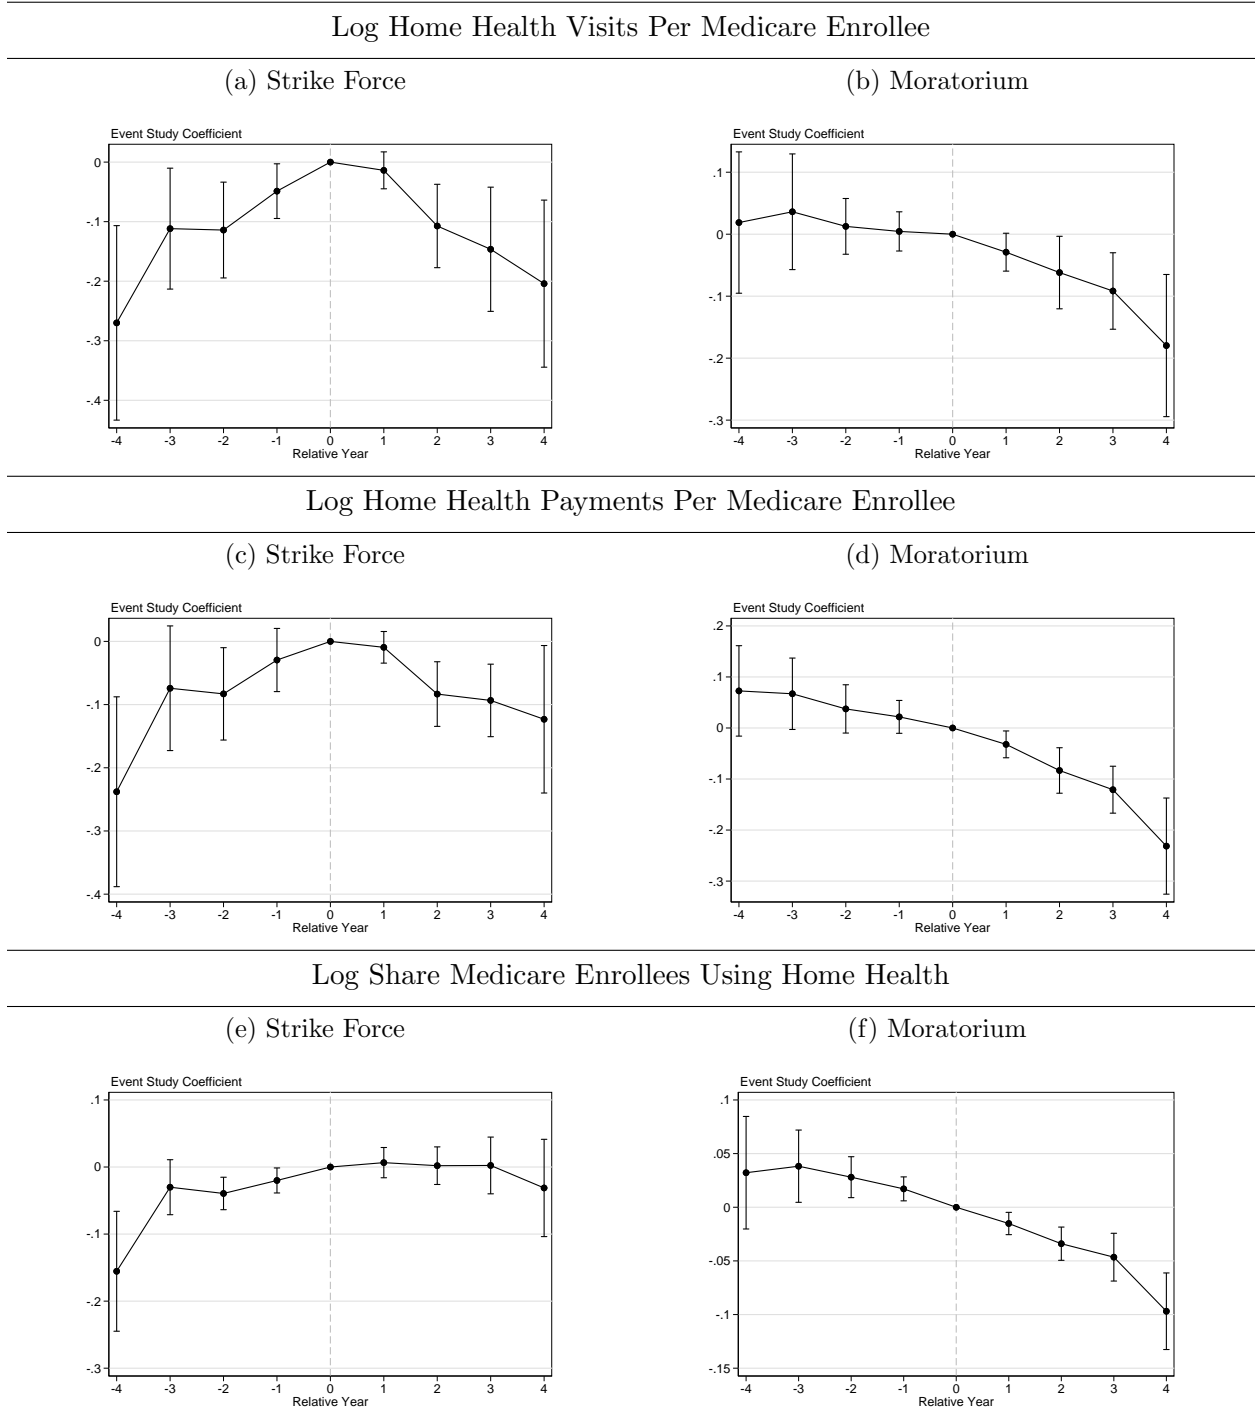 Log Home Health Visits Per Medicare Enrollee
(a) Strike Force
(b) Moratorium
Event Study Coefficient
0
-.1
-.2
-.3
-.4
-4 -3 -2 -1 0 1 2 3 4
Relative Year
Event Study Coefficient
.1
0
-.1
-.2
-.3
-4 -3 -2 -1 0 1 2 3 4
Relative Year
Log Home Health Payments Per Medicare Enrollee
(c) Strike Force
(d) Moratorium
Event Study Coefficient
0
-.1
-.2
-.3
-.4
-4 -3 -2 -1 0 1 2 3 4
Relative Year
Event Study Coefficient
.2
.1
0
-.1
-.2
-.3
-4 -3 -2 -1 0 1 2 3 4
Relative Year
Log Share Medicare Enrollees Using Home Health
(e) Strike Force
(f) Moratorium
Event Study Coefficient
.1
0
-.1
-.2
-.3
-4 -3 -2 -1 0 1 2 3 4
Relative Year
Event Study Coefficient
.1
.05
0
-.05
-.1
-.15
-4 -3 -2 -1 0 1 2 3 4
Relative Year